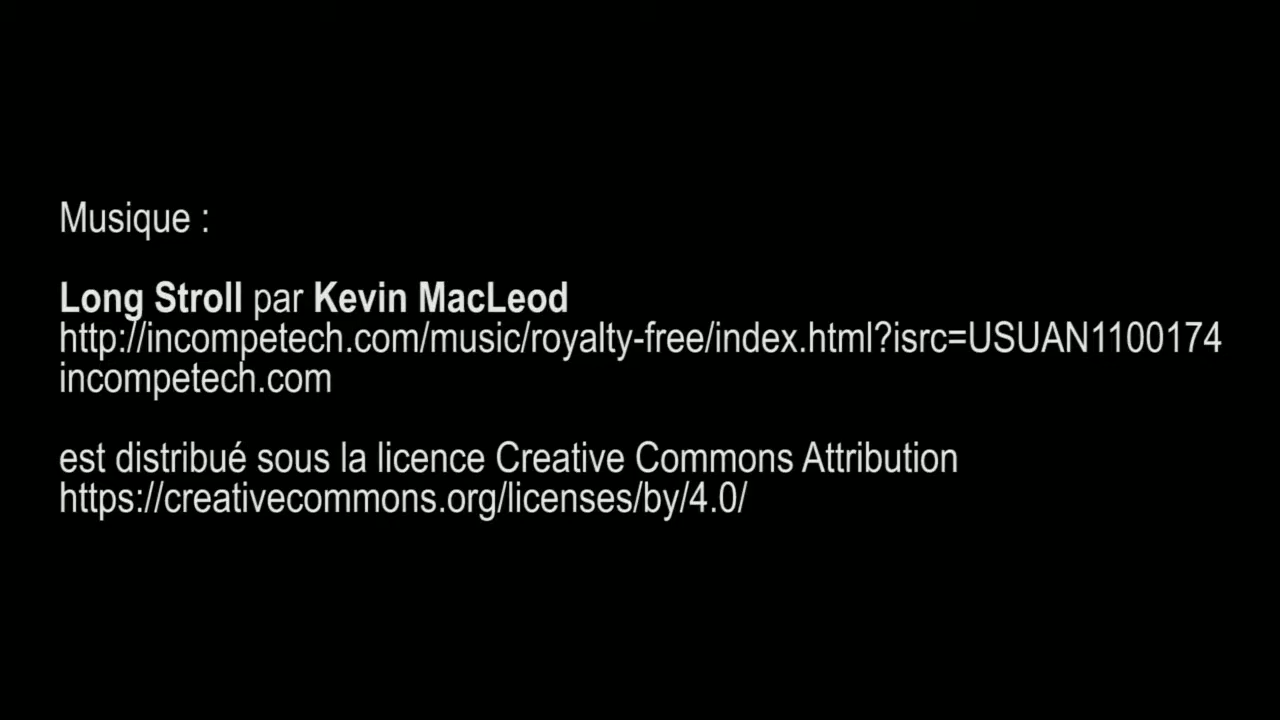 Musique :
Long Stroll par Kevin MacLeod
http://incompetech.com/music/royalty-free/index.html?isrc=USUAN1100174
incompetech.com
est distribué sous la licence Creative Commons Attribution
https://creativecommons.org/licenses/by/4.0/